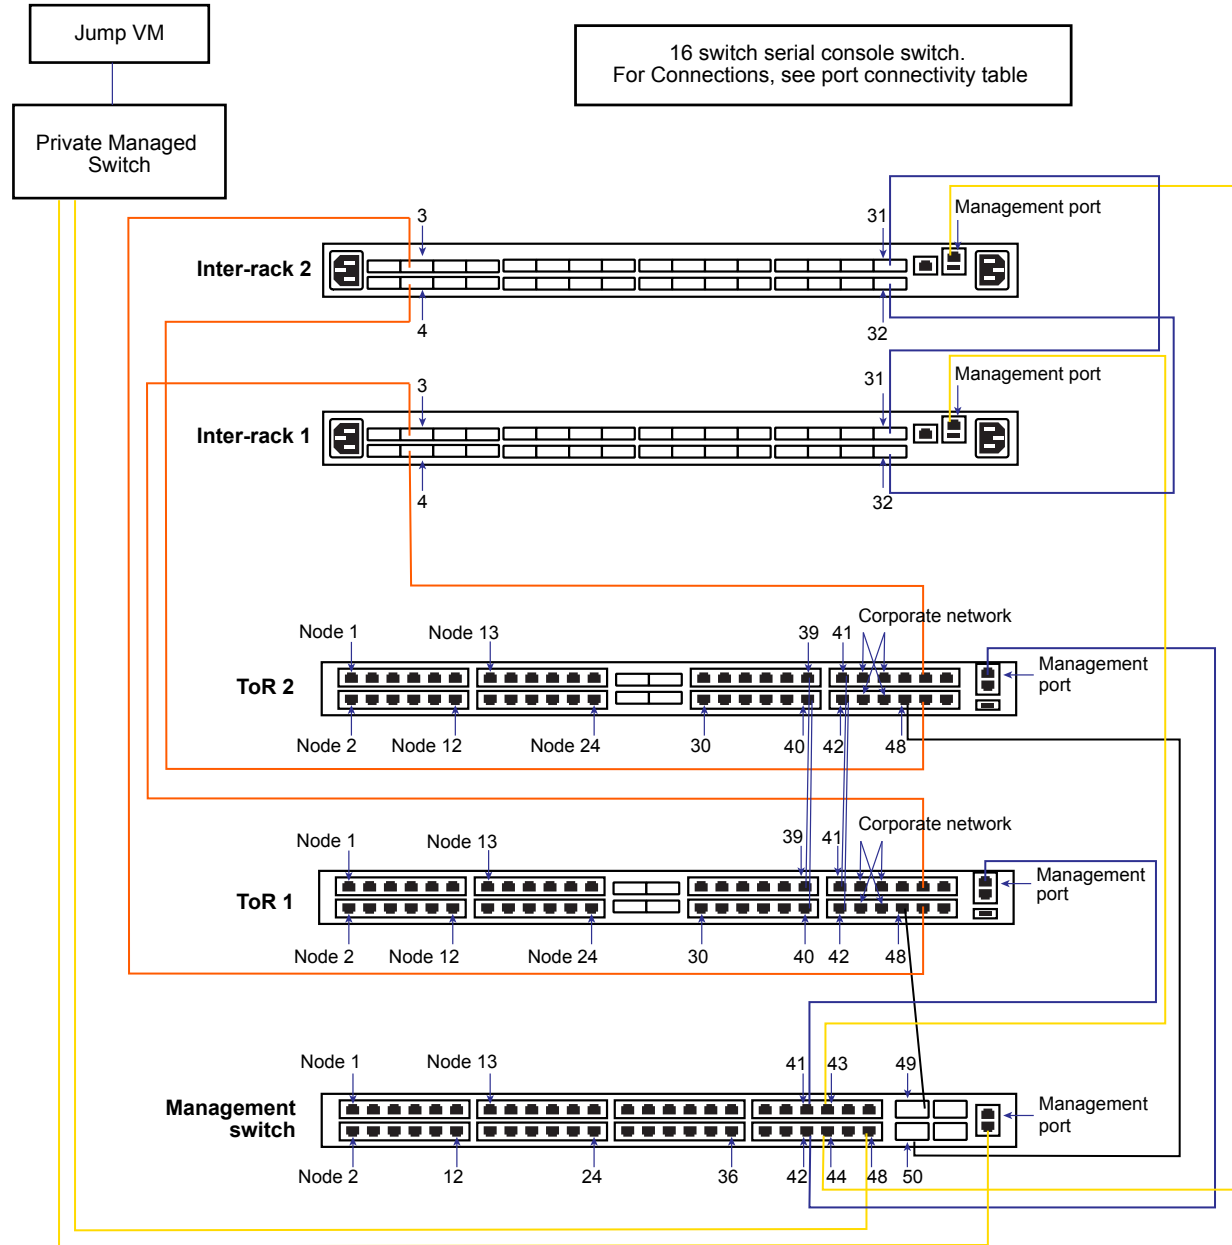 Jump VM
16 switch serial console switch.
For Connections, see port connectivity table
Private Managed
Switch
3
31
Management port
Inter-rack 2
4
32
3
31
Management port
Inter-rack 1
4
32
Corporate network
Node 1
Node 13
39
41
Management
port
ToR 2
Node 2
Node 12
Node 24
30
40
42
48
Corporate network
Node 1
Node 13
39
41
Management
port
ToR 1
Node 2
Node 12
Node 24
30
40
42
48
Node 1
Node 13
41
43
49
Management
switch
Management
port
Node 2
12
24
36
42
44
48
50